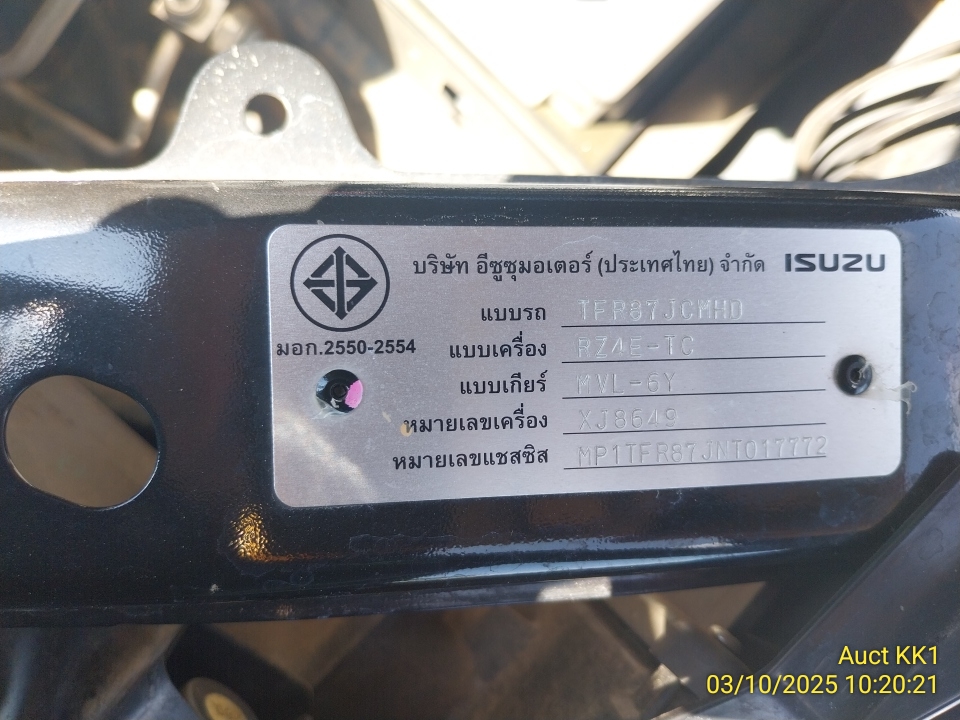 บริษัท อีซูซุมอเตอร์ (ประเทศไทย) จำกัด ISUZU
มอก.2550-2554
แบบรถ TFR87JCMHD
แบบเครื่อง RZ4E-TC
แบบเกียร์ MVL-6Y
หมายเลขเครื่อง XJ8649
หมายเลขแชสซิส MP1TFR87JNT017772
Auct KK1
03/10/2025 10:20:21